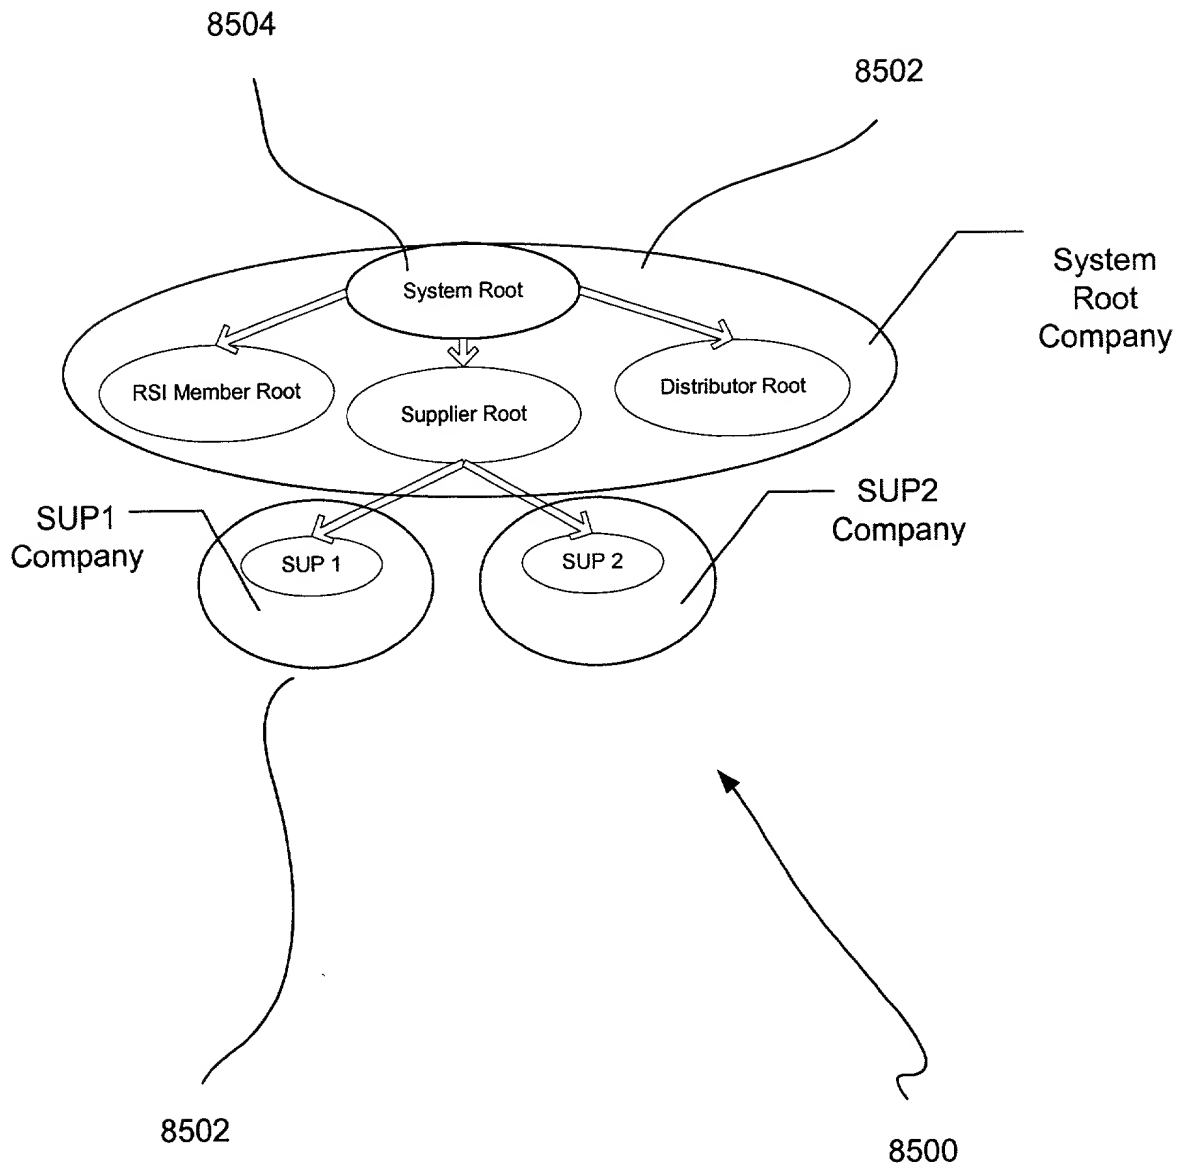 8504
8502
System
Root
Company
System Root
RSI Member Root
Supplier Root
Distributor Root
SUP1
Company
SUP2
Company
SUP 1
SUP 2
8502
8500